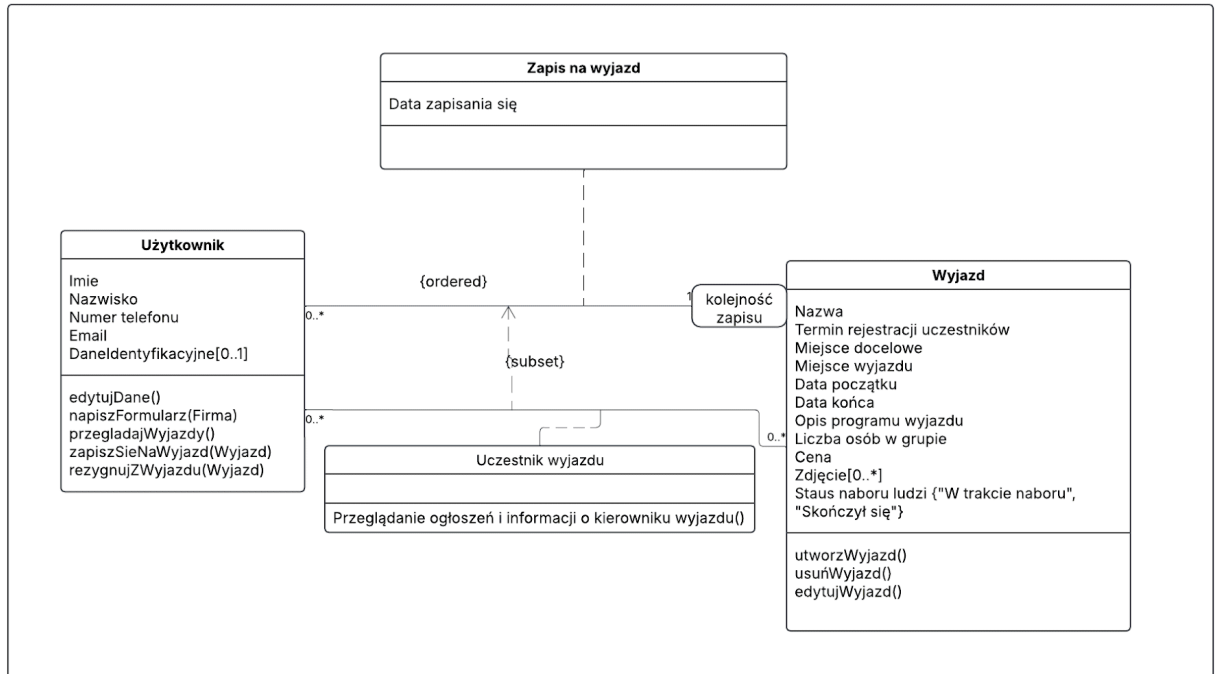 Zapis na wyjazd
Data zapisania się
Użytkownik
Imie
Nazwisko
Numer telefonu
Email
DaneIdentyfikacyjne[0..1]
edytujDane()
napiszFormularz(Firma)
przegladajWyjazdy()
zapiszSieNaWyjazd(Wyjazd)
rezygnujZWyjazdu(Wyjazd)
{ordered}
0..*
1
kolejność
zapisu
{subset}
0..*
0..*
Uczestnik wyjazdu
Przeglądanie ogłoszeń i informacji o kierowniku wyjazdu()
Wyjazd
Nazwa
Termin rejestracji uczestników
Miejsce docelowe
Miejsce wyjazdu
Data początku
Data końca
Opis programu wyjazdu
Liczba osób w grupie
Cena
Zdjęcie[0..*]
Staus naboru ludzi {"W trakcie naboru",
"Skończył się"}
utworzWyjazd()
usuńWyjazd()
edytujWyjazd()